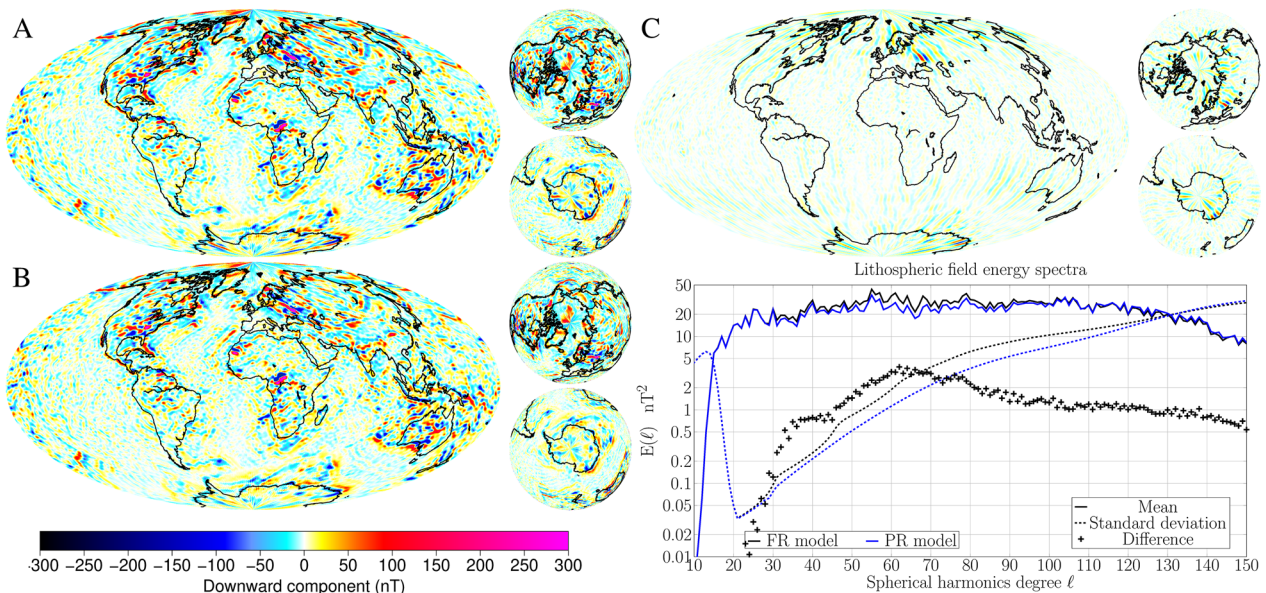 A
B
-300 −250 −200 −150 −100 −50 0 50 100 150 200 250 300
Downward component (nT)
C
Lithospheric field energy spectra
50
20
10
5
2
1
0.5
0.2
0.1
0.05
0.02
0.01
E(ℓ) nT²
Mean
Standard deviation
Difference
FR model PR model
10 20 30 40 50 60 70 80 90 100 110 120 130 140 150
Spherical harmonics degree ℓ